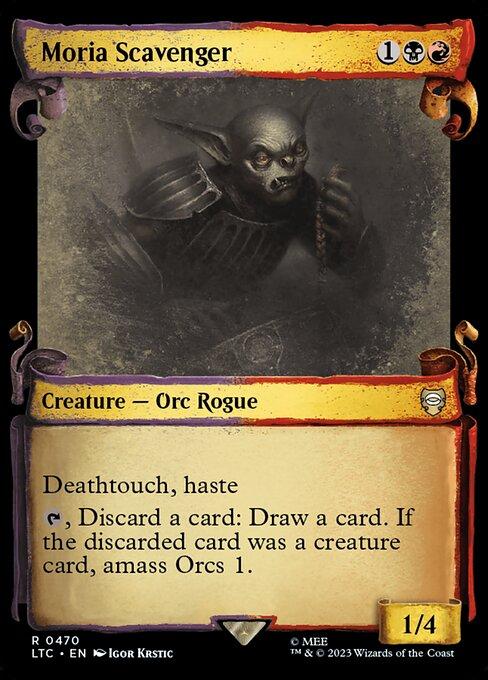 Moria Scavenger 1
Creature — Orc Rogue
Deathtouch, haste
, Discard a card: Draw a card. If
the discarded card was a creature
card, amass Orcs 1.
1/4
R 0470
LTC • EN Igor Krstic
© MEE
™ & © 2023 Wizards of the Coast